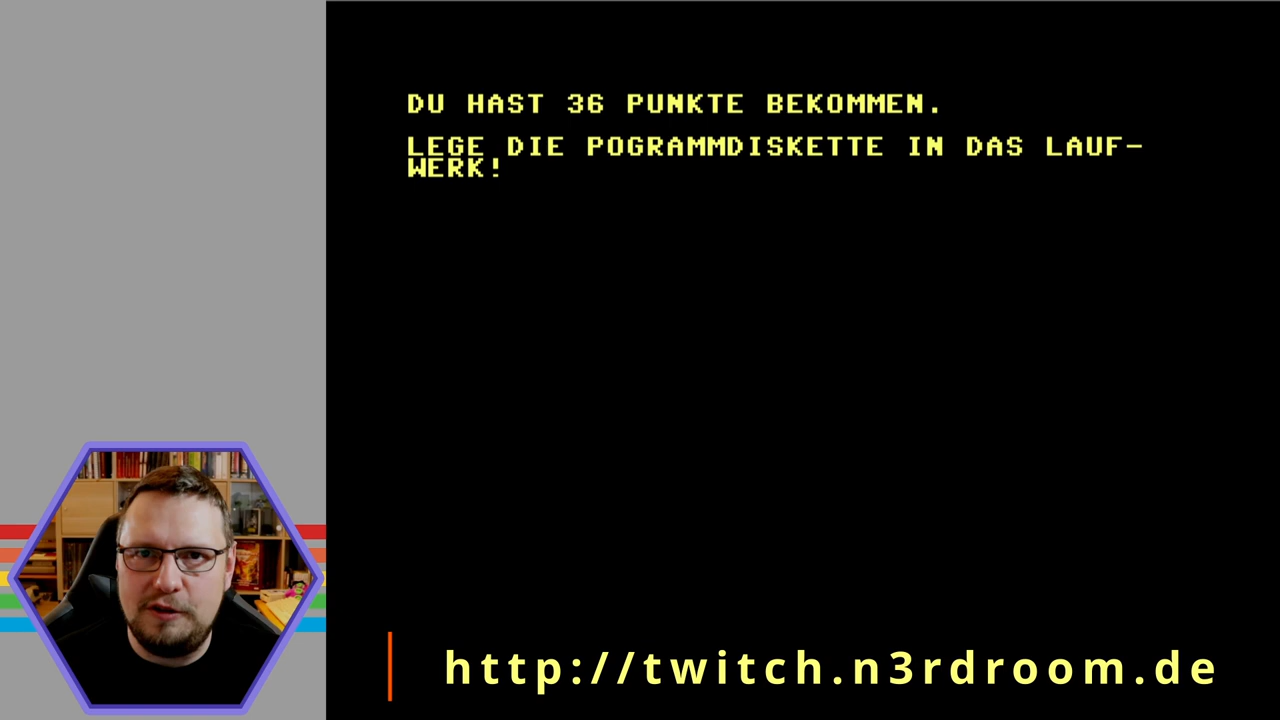 DU HAST 36 PUNKTE BEKOMMEN.
LEGE DIE POGRAMMDISKETTE IN DAS LAUF-
WERK!
http://twitch.n3rdroom.de